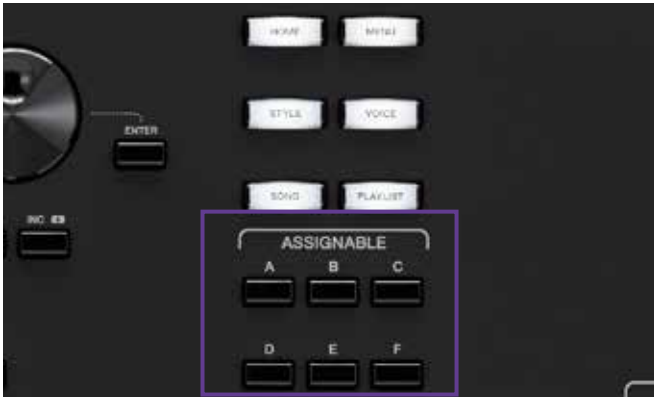 HOME MENU
STYLE VOICE
ENTER
SONG PLAYLIST
INC
ASSIGNABLE
A B C
D E F